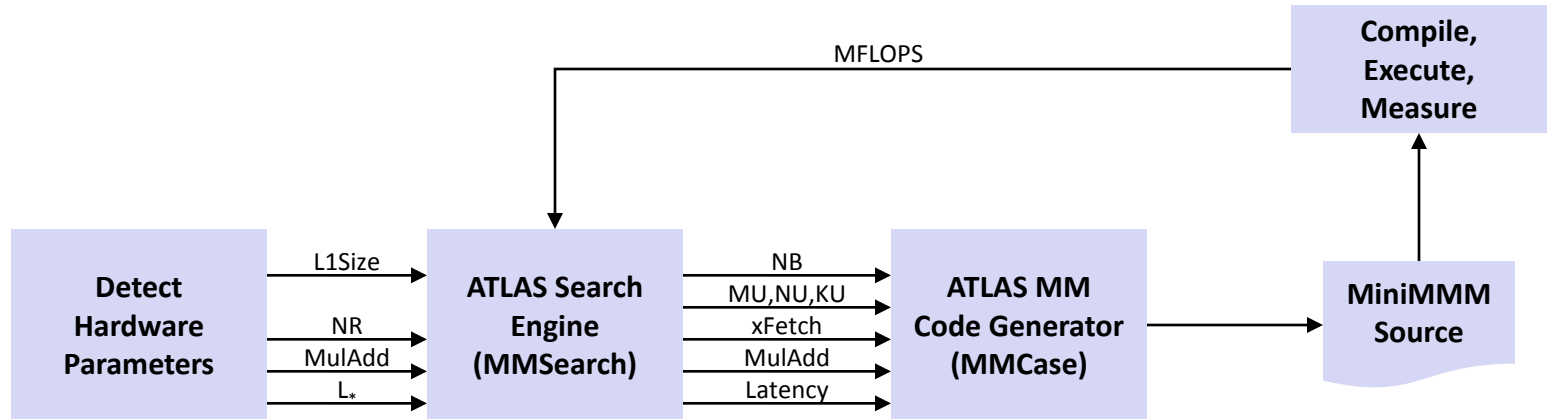 MFLOPS
Compile,
Execute,
Measure
Detect
Hardware
Parameters
L1Size
NR
MulAdd
L*
ATLAS Search
Engine
(MMSearch)
NB
MU,NU,KU
xFetch
MulAdd
Latency
ATLAS MM
Code Generator
(MMCase)
MiniMMM
Source